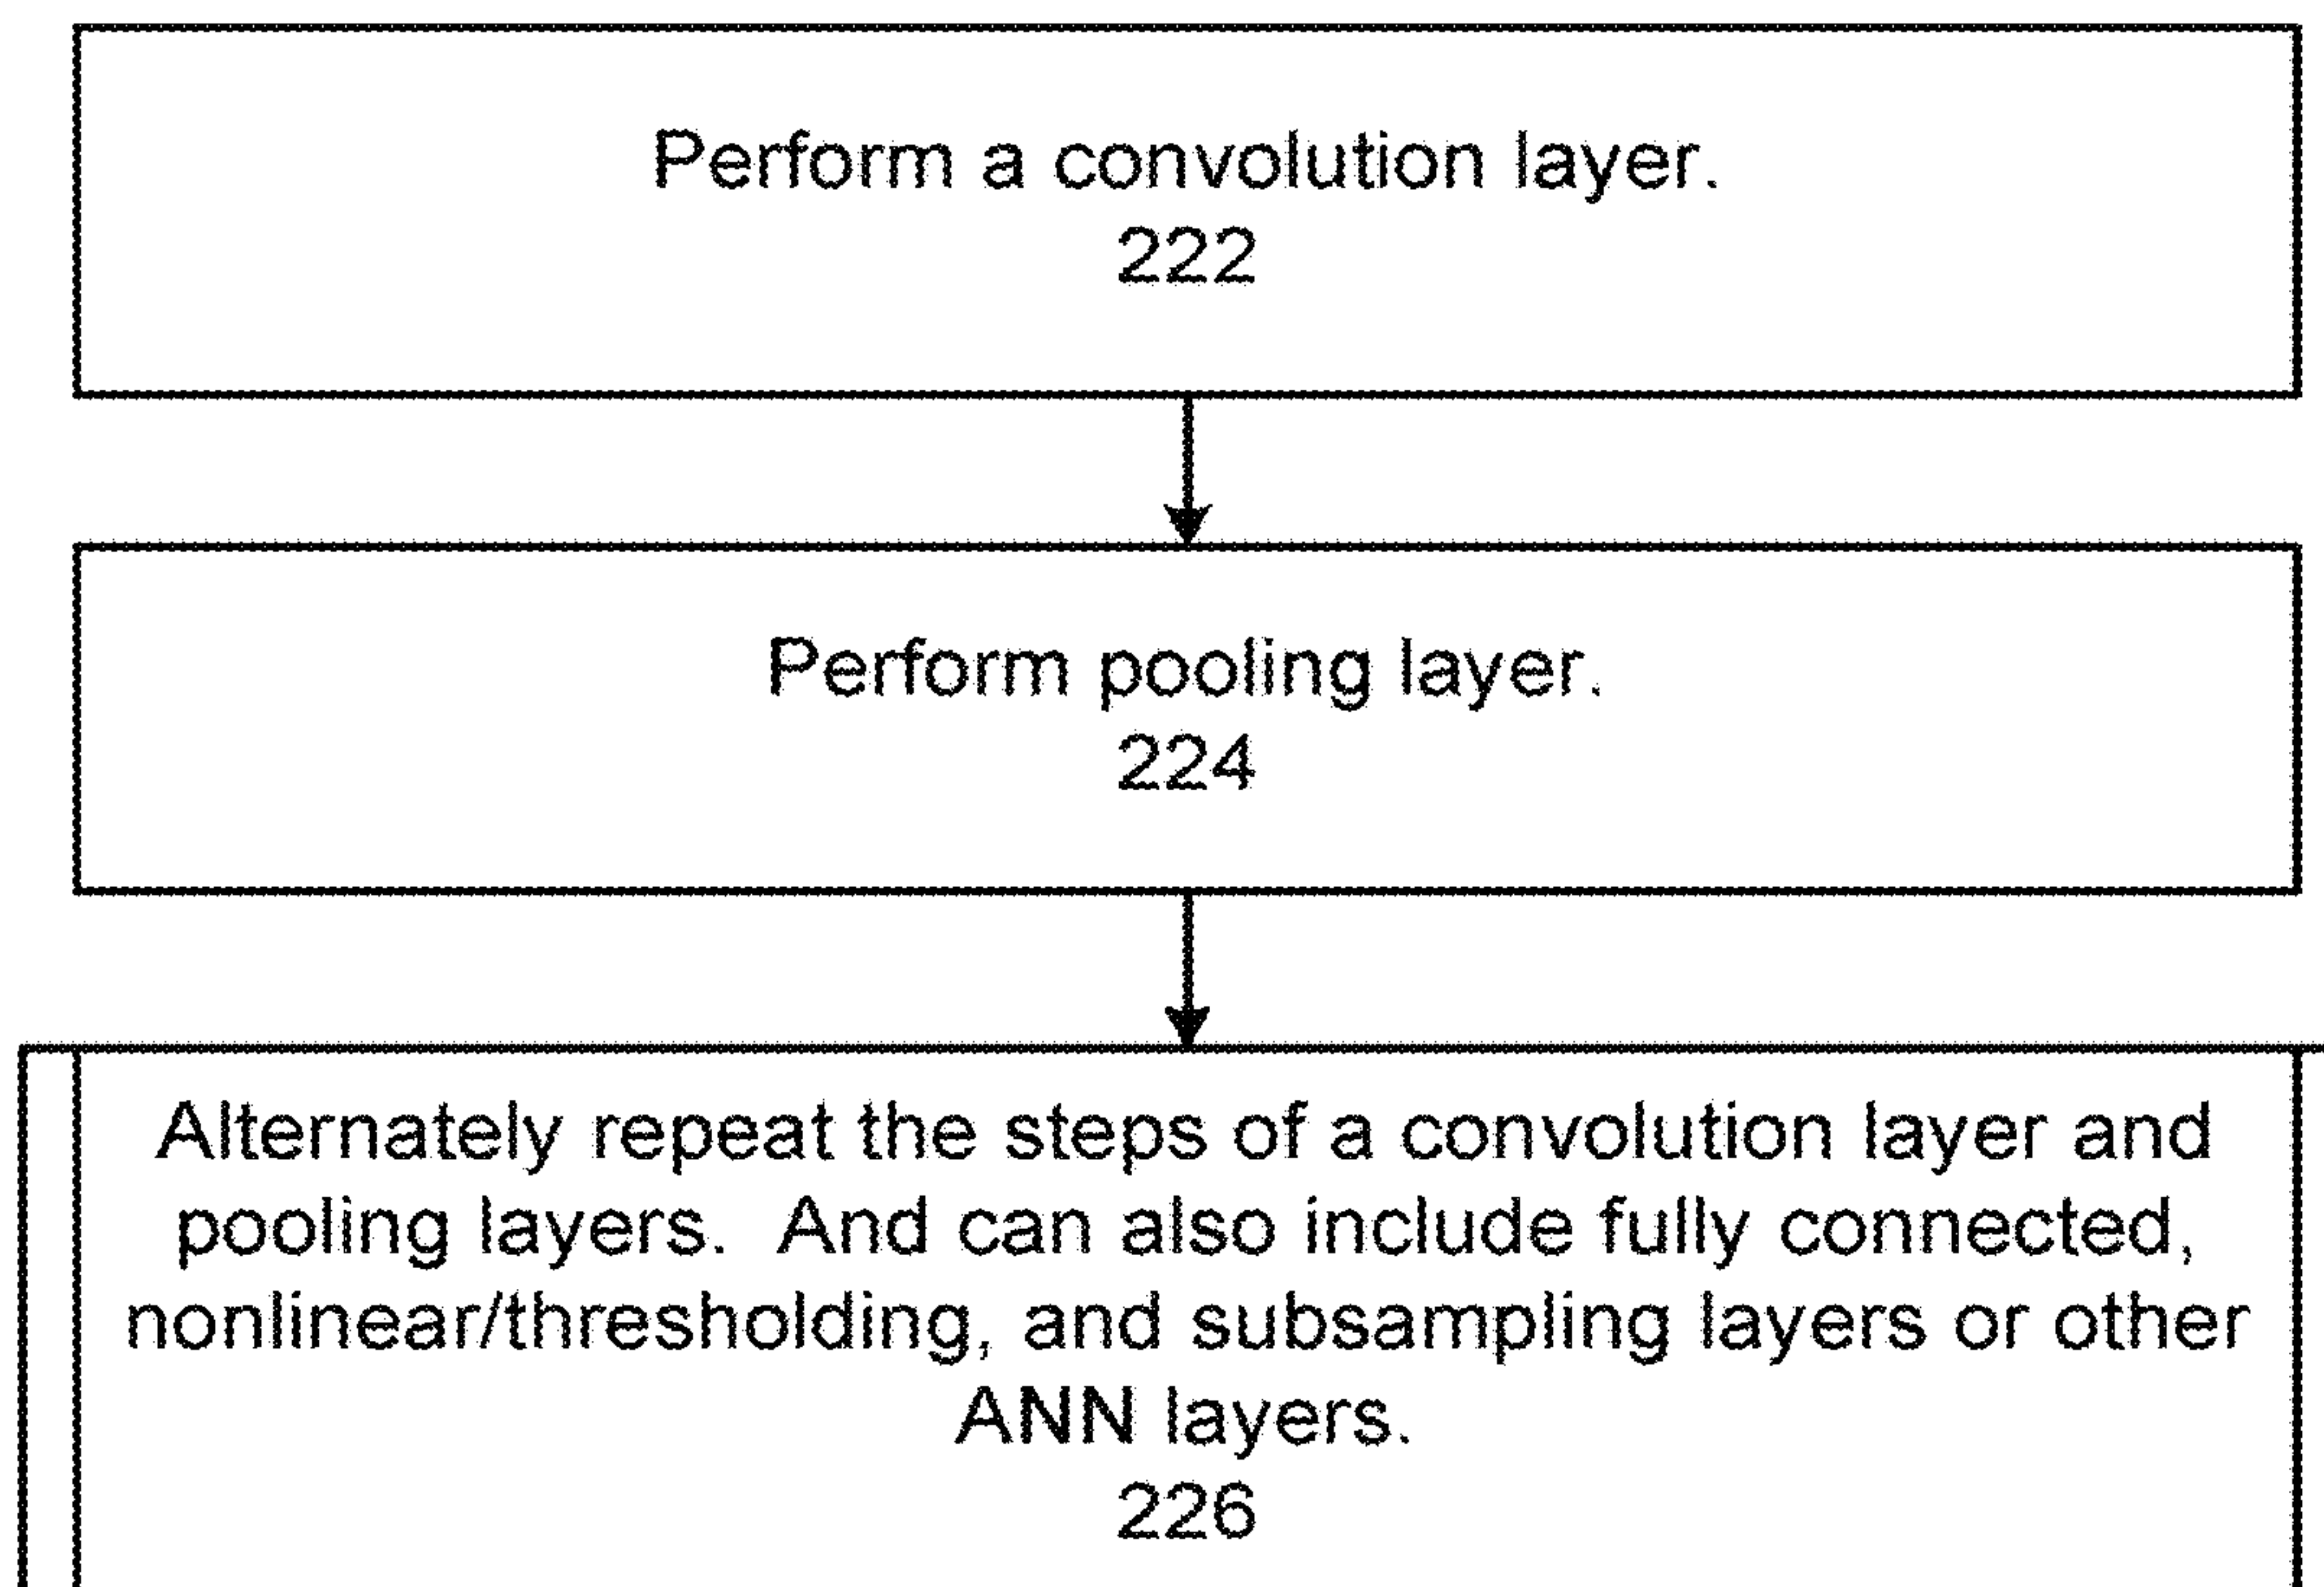 Perform a convolution layer.
222
Perform pooling layer.
224
Alternately repeat the steps of a convolution layer and
pooling layers. And can also include fully connected,
nonlinear/thresholding, and subsampling layers or other
ANN layers.
226